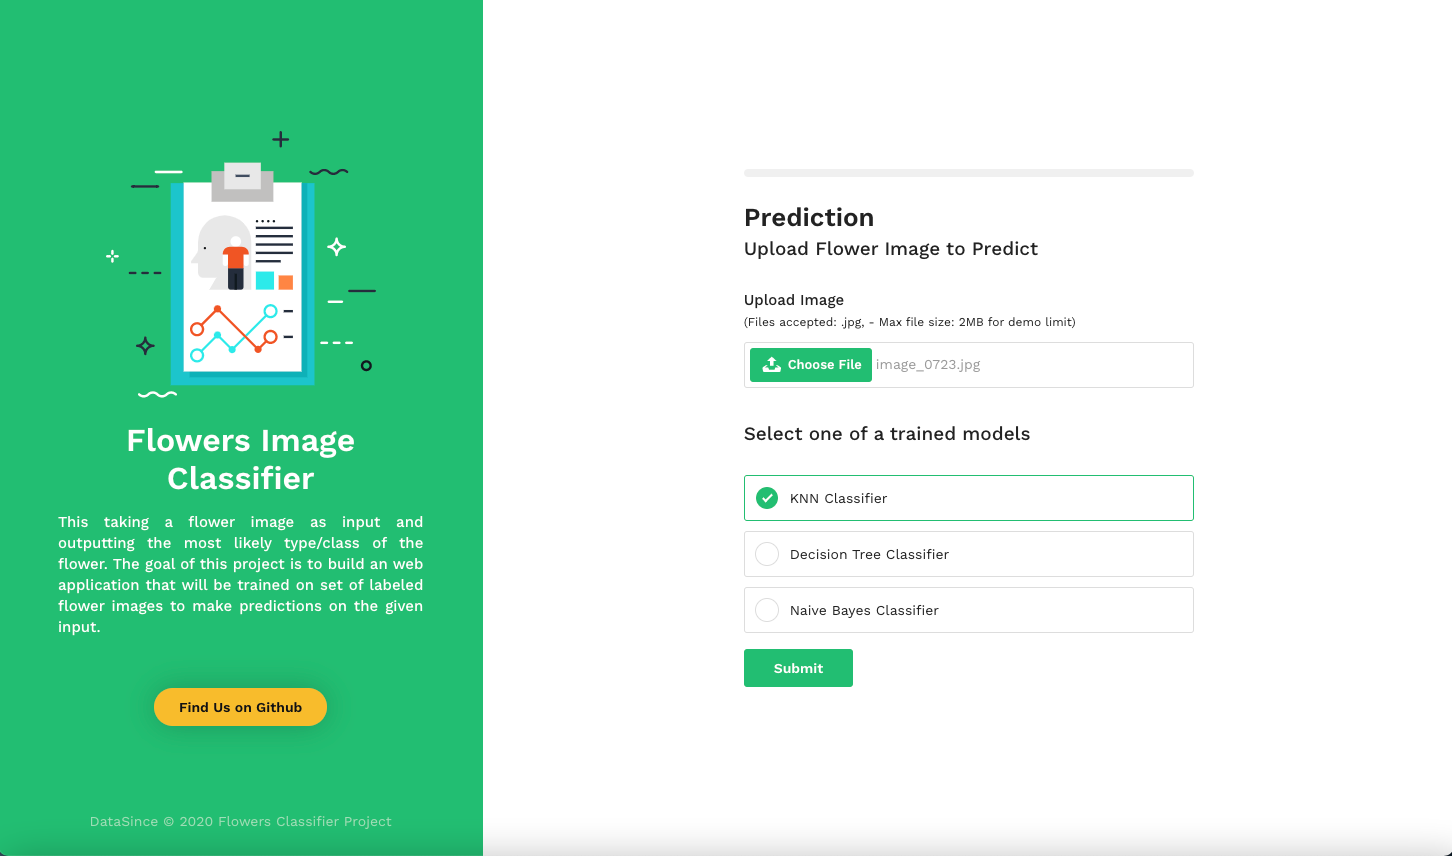 Flowers Image
Classifier
This taking a flower image as input and
outputting the most likely type/class of the
flower. The goal of this project is to build an web
application that will be trained on set of labeled
flower images to make predictions on the given
input.
Find Us on Github
DataSince © 2020 Flowers Classifier Project
Prediction
Upload Flower Image to Predict
Upload Image
(Files accepted: .jpg, - Max file size: 2MB for demo limit)
Choose File image_0723.jpg
Select one of a trained models
KNN Classifier
Decision Tree Classifier
Naive Bayes Classifier
Submit